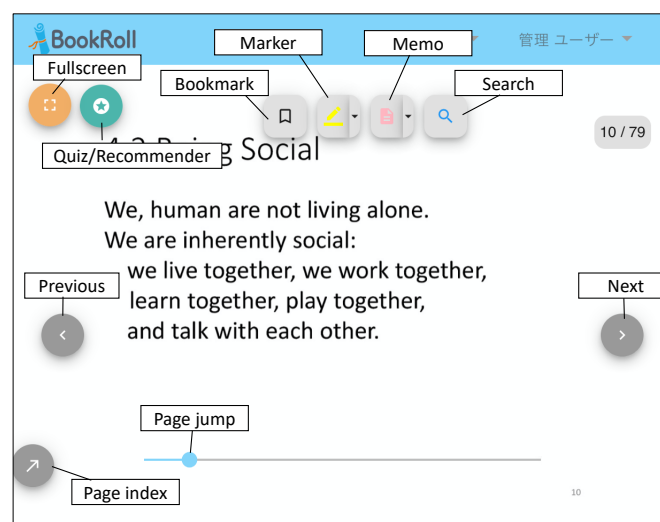 BookRoll
管理 ユーザー
Marker
Memo
Fullscreen
Bookmark
Search
10 / 79
Quiz/Recommender
Being Social
We, human are not living alone.
We are inherently social:
we live together, we work together,
learn together, play together,
and talk with each other.
Previous
Next
Page jump
Page index
10